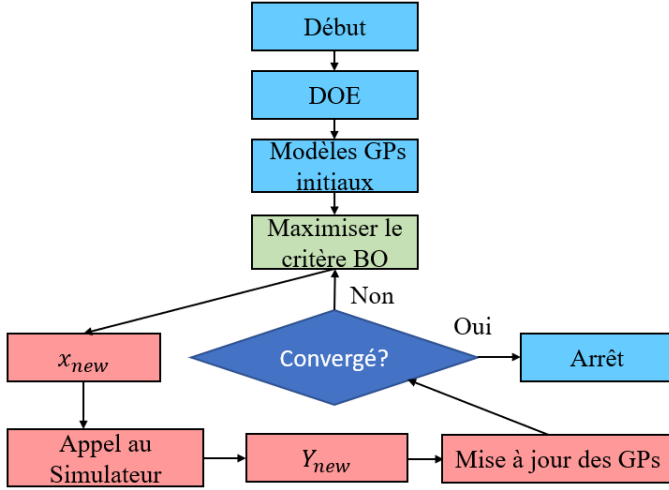 Début
DOE
Modèles GPs
initiaux
Maximiser le
critère BO
Non
Oui
x_new
Convergé?
Arrêt
Appel au
Simulateur
Y_new
Mise à jour des GPs